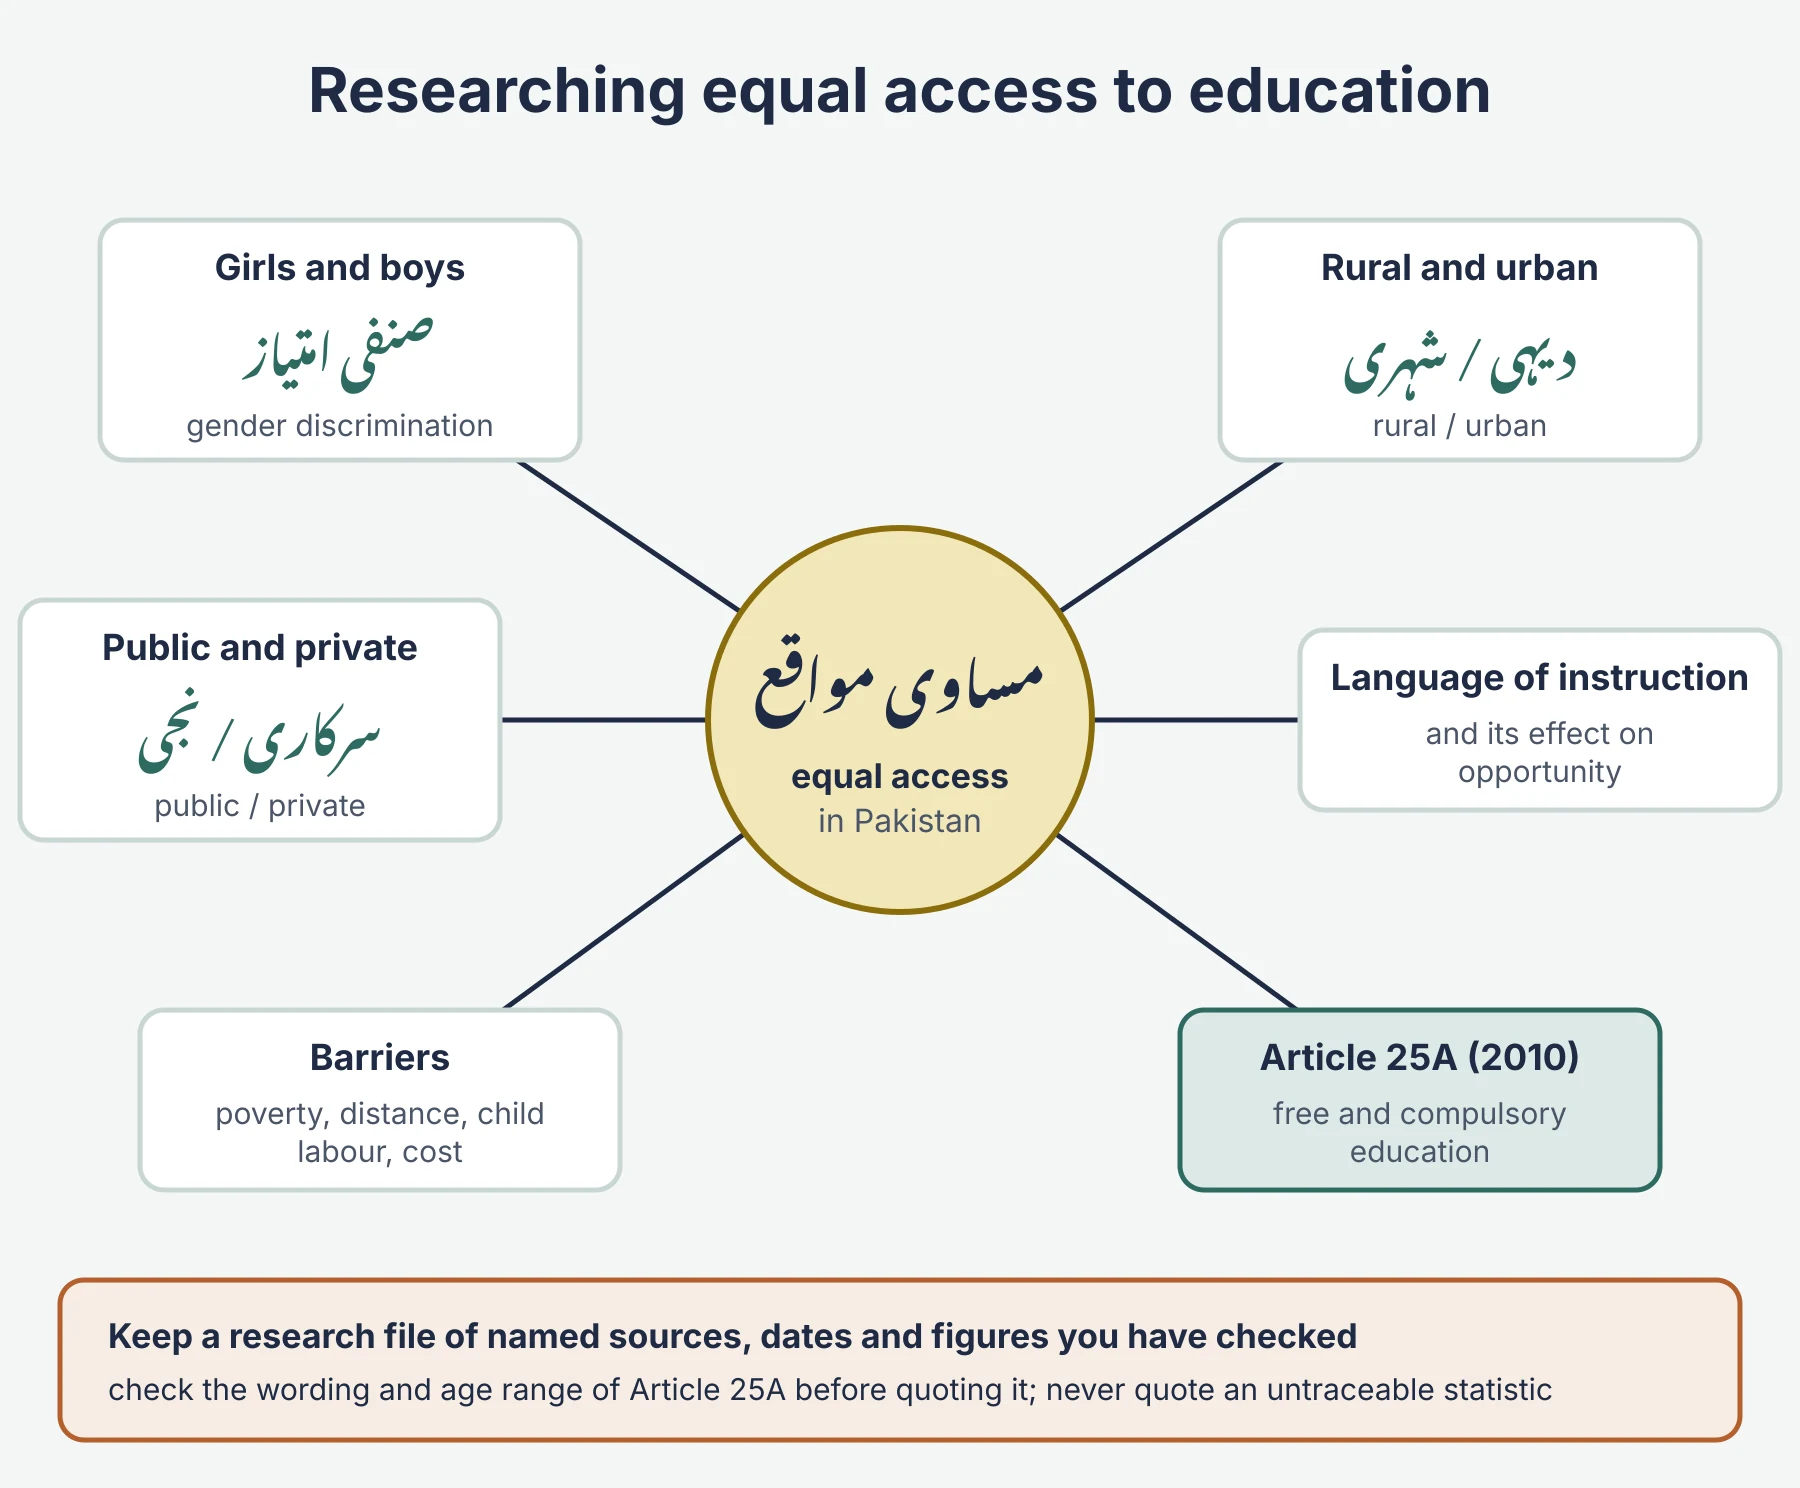 Researching equal access to education
Girls and boys
صنفی امتیاز
gender discrimination
Rural and urban
دیہی / شہری
rural / urban
Public and private
سرکاری / نجی
public / private
مساوی مواقع
equal access
in Pakistan
Language of instruction
and its effect on
opportunity
Barriers
poverty, distance, child
labour, cost
Article 25A (2010)
free and compulsory
education
Keep a research file of named sources, dates and figures you have checked
check the wording and age range of Article 25A before quoting it; never quote an untraceable statistic